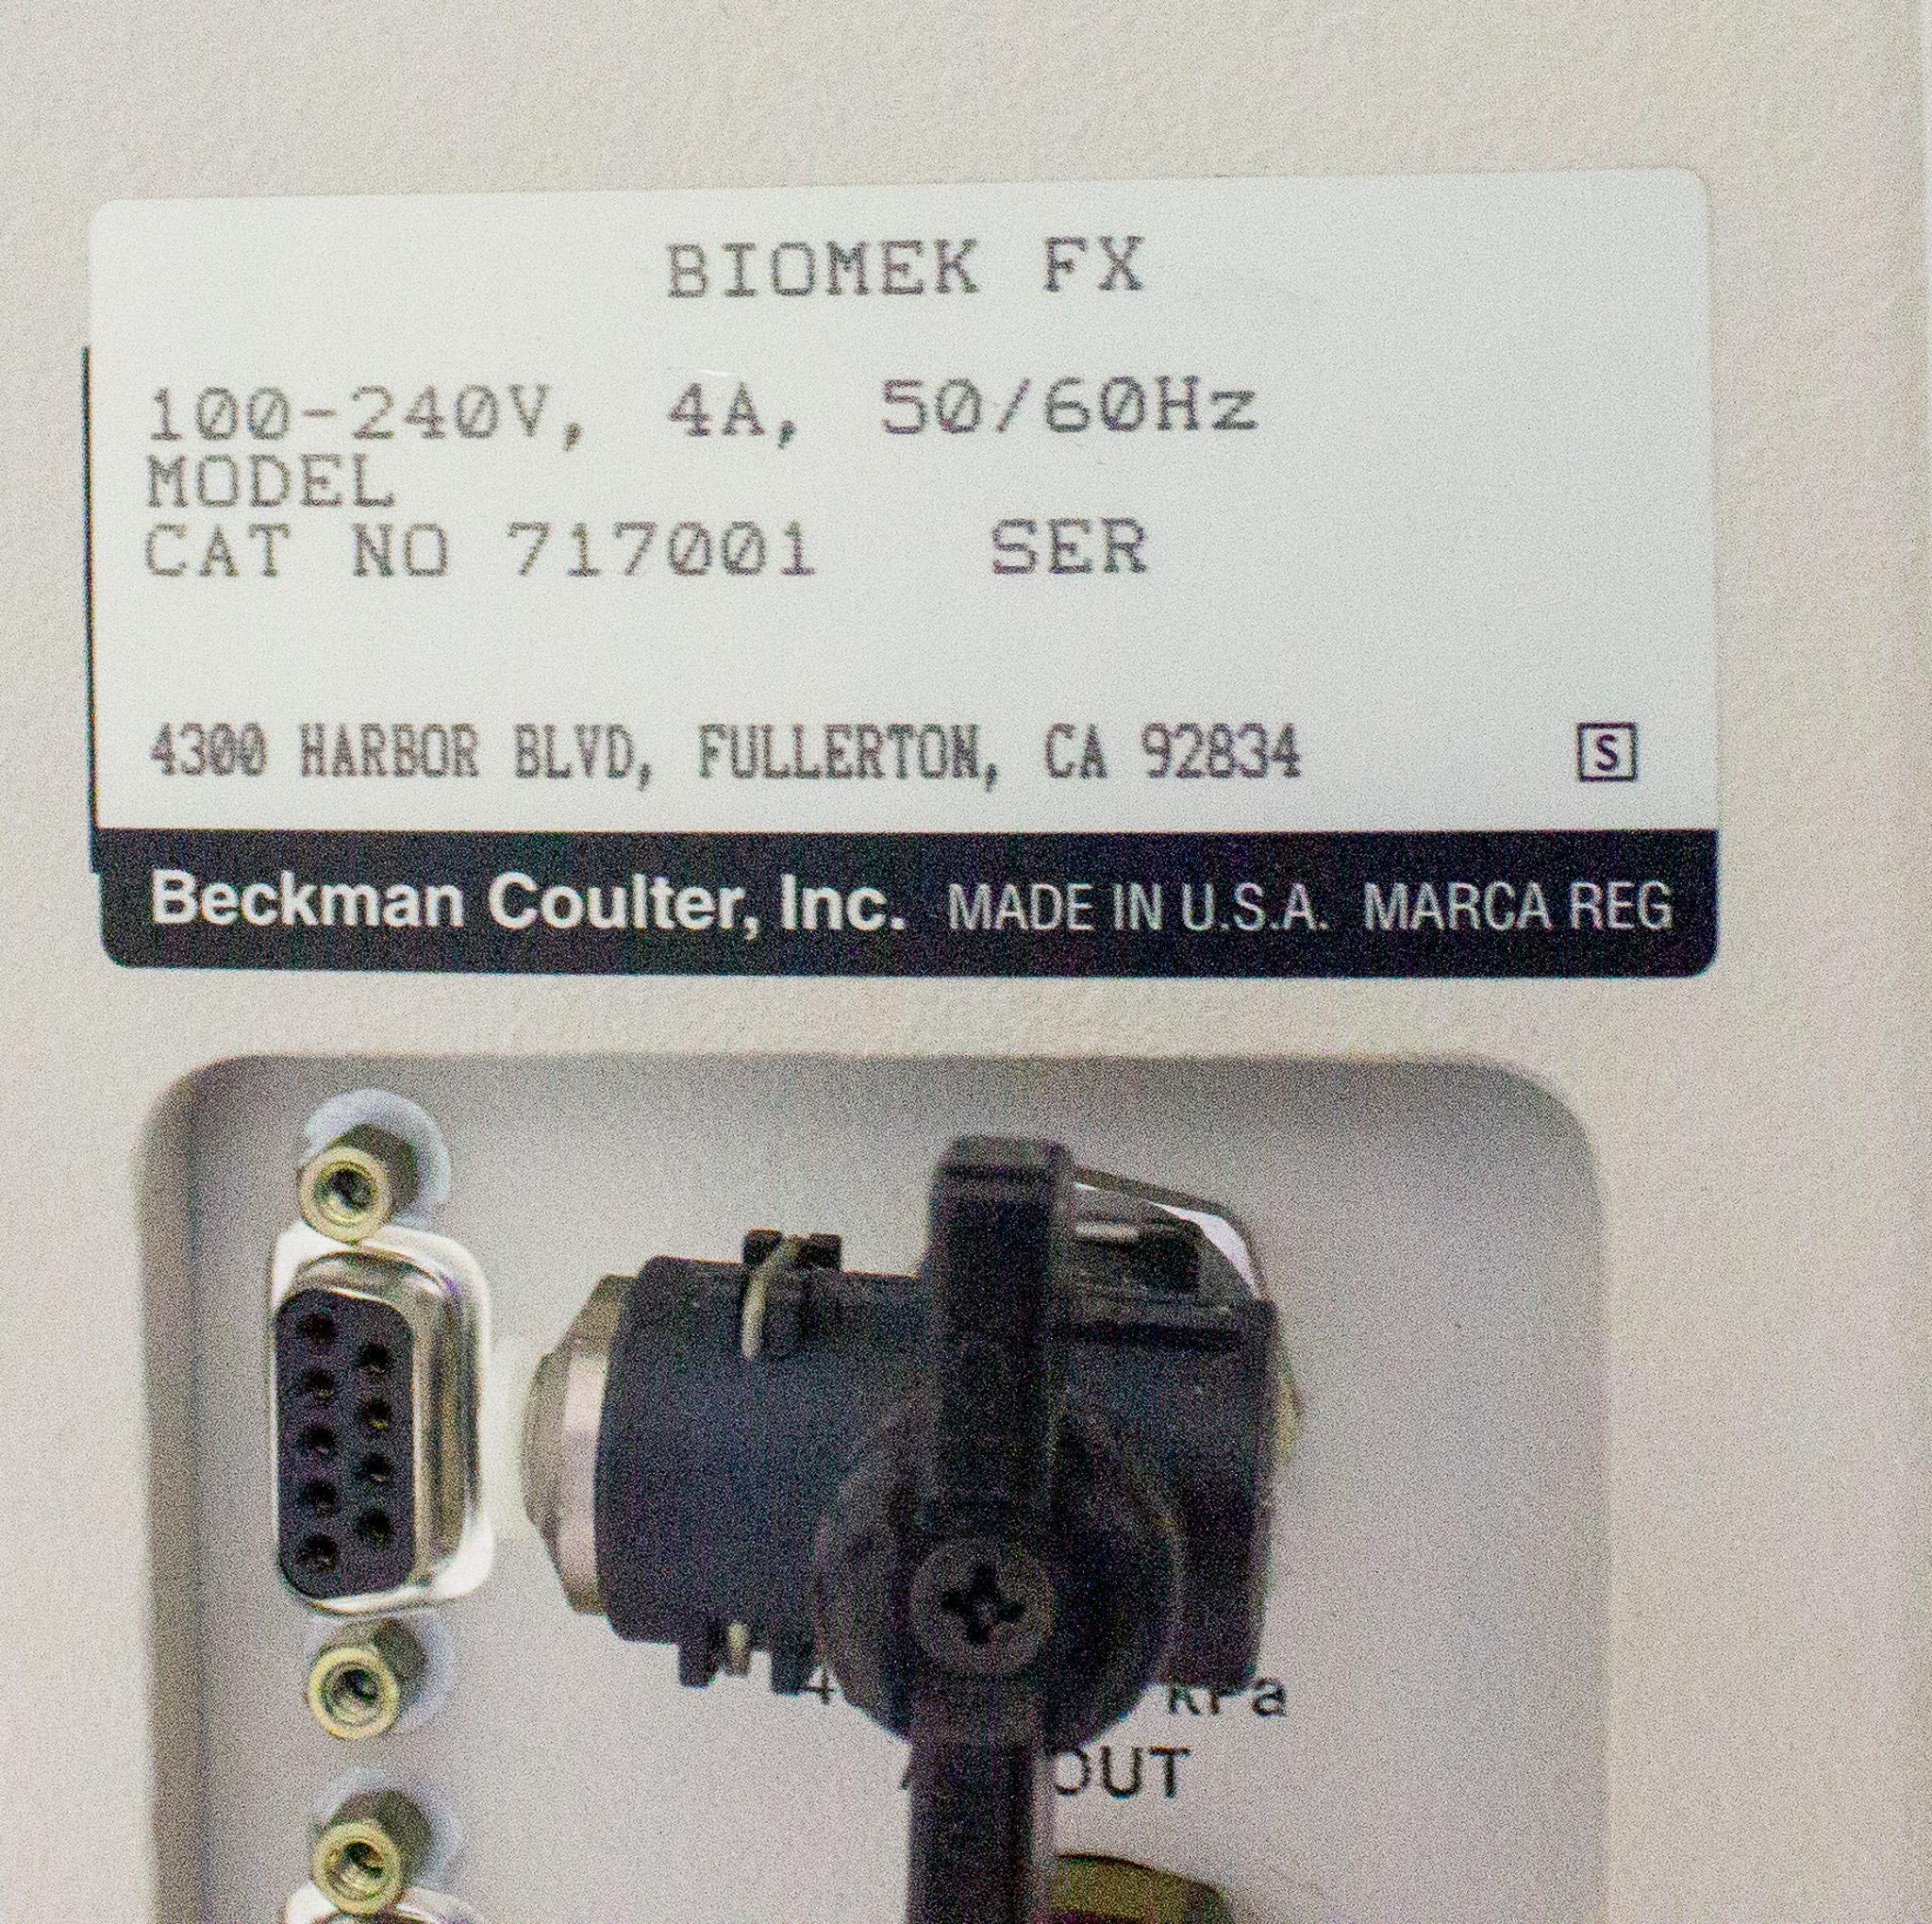 BIOMEK FX
100-240V, 4A, 50/60Hz
MODEL
CAT NO 717001 SER
4300 HARBOR BLVD, FULLERTON, CA 92834 S
Beckman Coulter, Inc. MADE IN U.S.A. MARCA REG
kPa
OUT